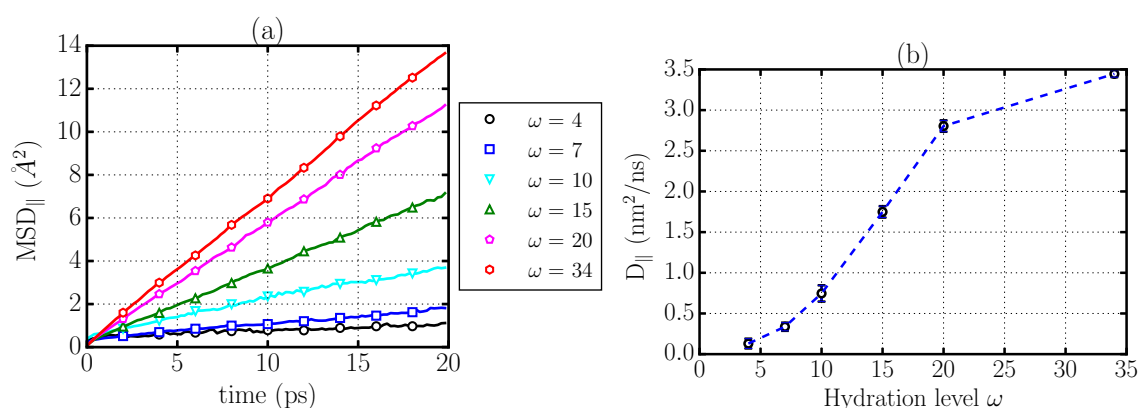 (a)
14
12
10
8
6
4
2
0
MSD∥ (Å²)
0 5 10 15 20
time (ps)
ω = 4
ω = 7
ω = 10
ω = 15
ω = 20
ω = 34
(b)
3.5
3.0
2.5
2.0
1.5
1.0
0.5
0.0
D∥ (nm²/ns)
5 10 15 20 25 30 35
Hydration level ω